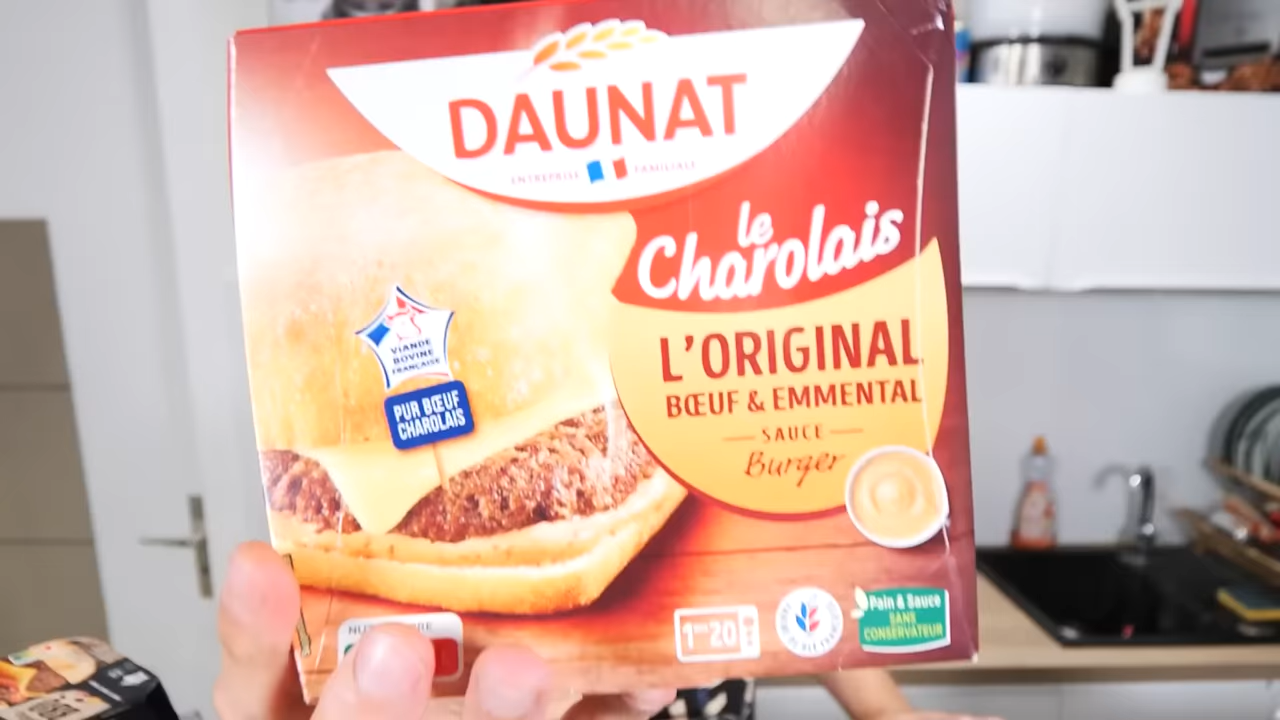 DAUNAT
ENTREPRISE FAMILIALE
le
Charolais
L'ORIGINAL
BŒUF & EMMENTAL
SAUCE
Burger
VIANDE
BOVINE
FRANÇAISE
PUR BŒUF
CHAROLAIS
1min20
Pain & Sauce
SANS
CONSERVATEUR